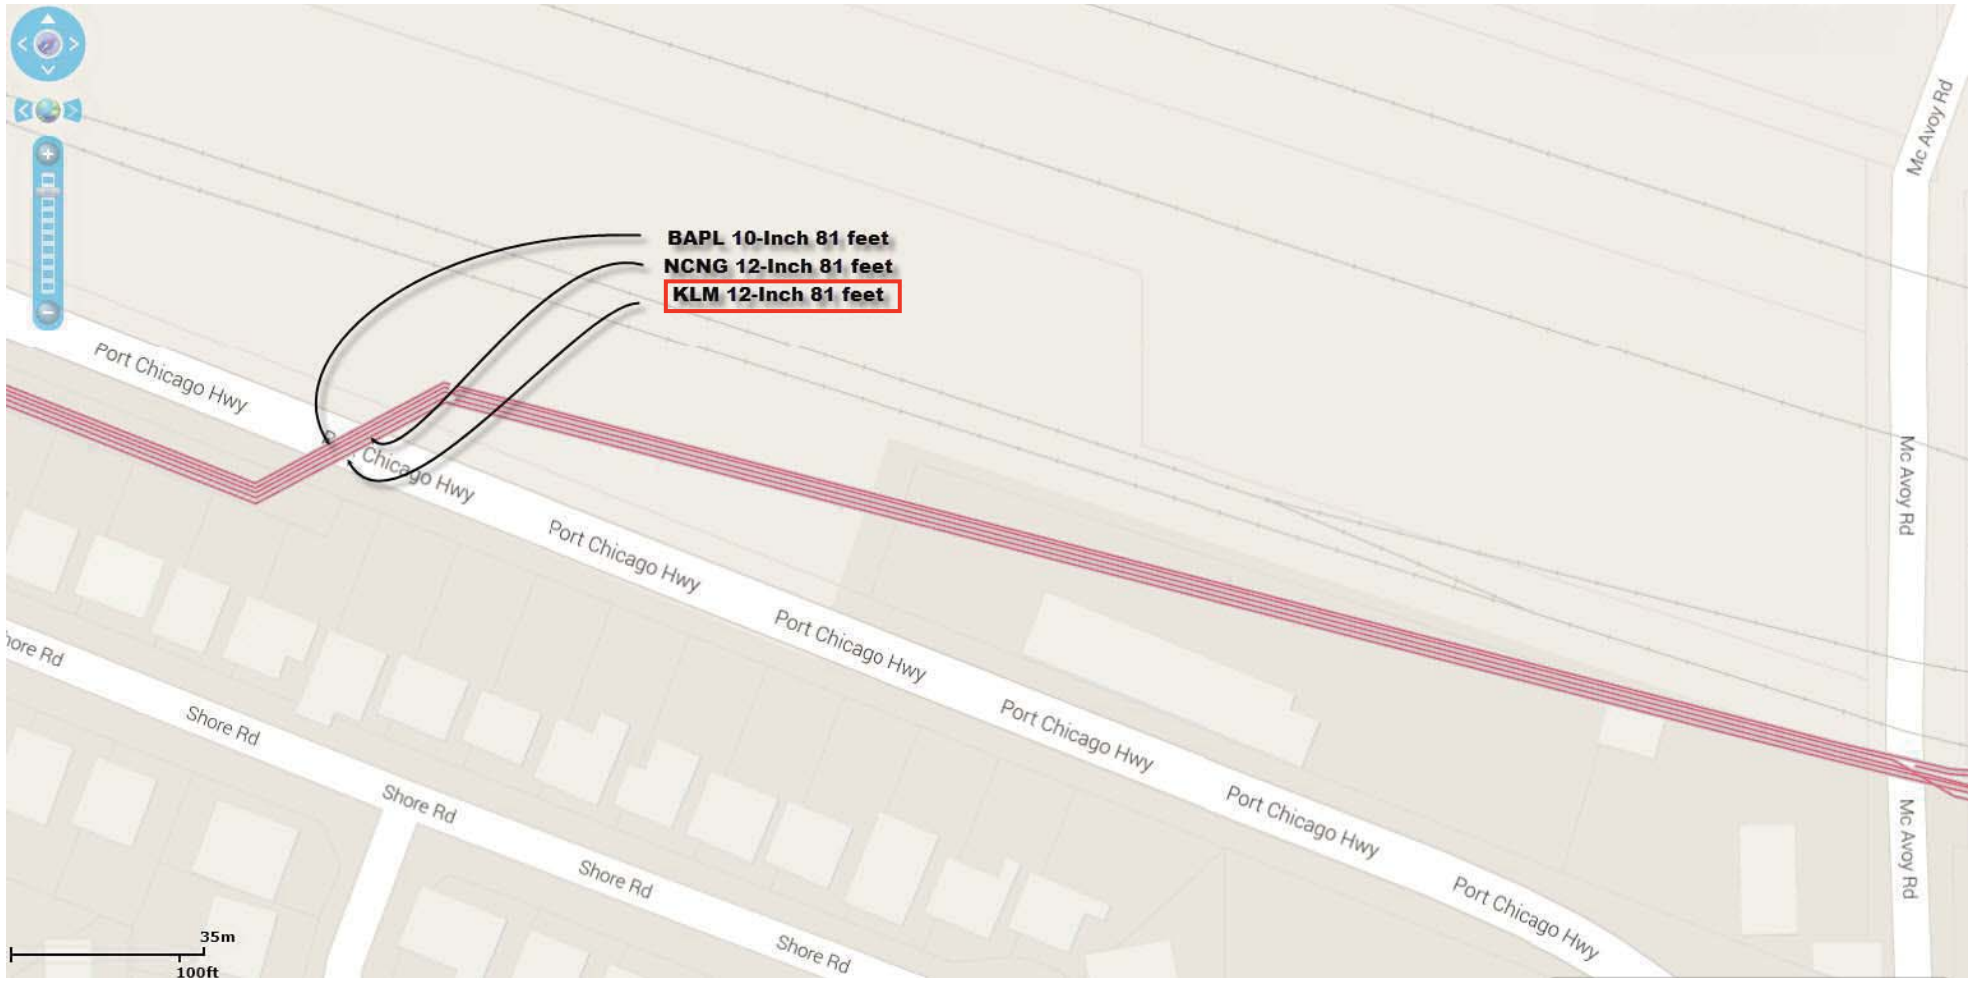 Mc Avoy Rd
BAPL 10-Inch 81 feet
NCNG 12-Inch 81 feet
KLM 12-Inch 81 feet
Port Chicago Hwy
Chicago Hwy
Port Chicago Hwy
Mc Avoy Rd
Port Chicago Hwy
hore Rd
Port Chicago Hwy
Shore Rd
Port Chicago Hwy
Shore Rd
Mc Avoy Rd
Shore Rd
Port Chicago Hwy
Shore Rd
35m
100ft